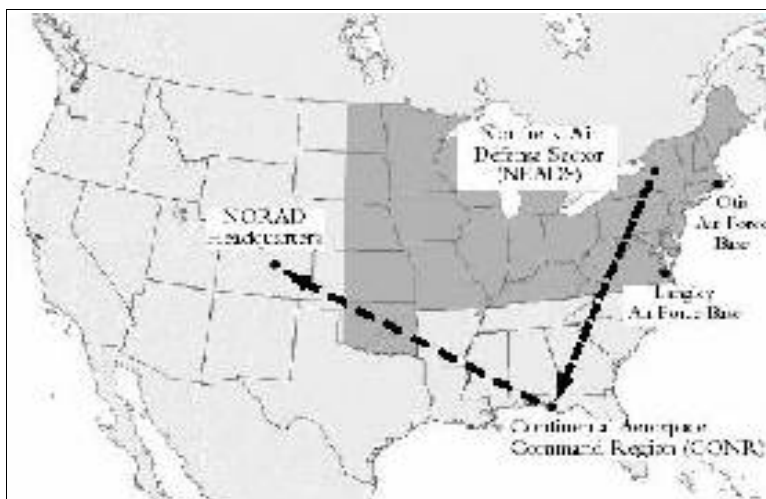 Northeast Air
Defense Sector
(NEADS)
NORAD
Headquarters
Otis
Air Force
Base
Langley
Air Force Base
Continental Aerospace
Command Region (CONR)